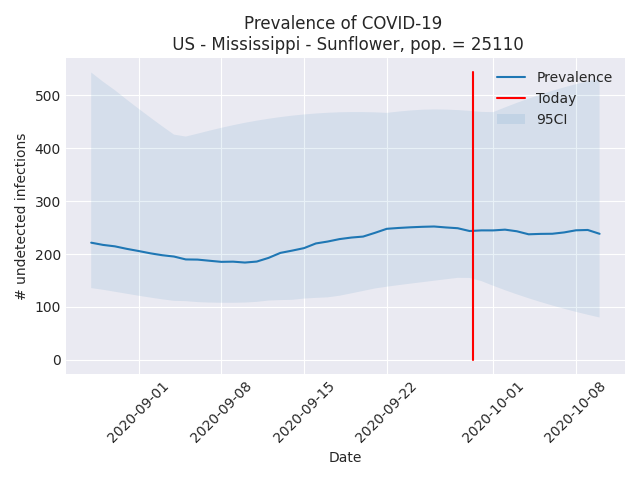 Prevalence of COVID-19
US - Mississippi - Sunflower, pop. = 25110
Prevalence
Today
95CI
# undetected infections
500
400
300
200
100
0
2020-09-01
2020-09-08
2020-09-15
2020-09-22
2020-10-01
2020-10-08
Date